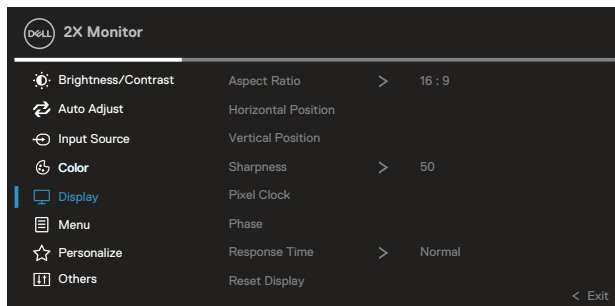 DELL 2X Monitor
Brightness/Contrast Aspect Ratio > 16 : 9
Auto Adjust Horizontal Position
Input Source Vertical Position
Color Sharpness > 50
Display Pixel Clock
Menu Phase
Personalize Response Time > Normal
Others Reset Display
< Exit